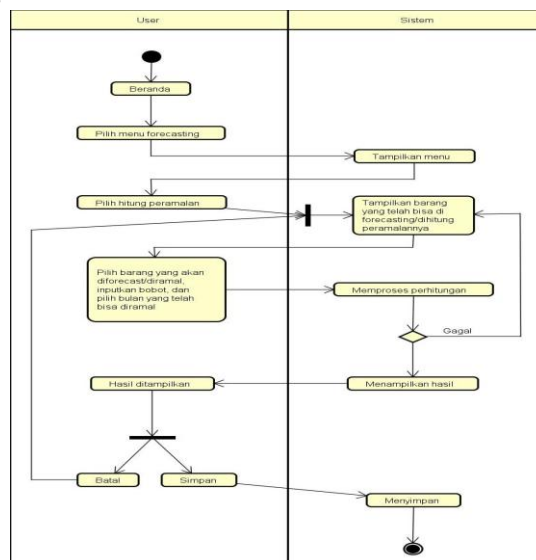 User
Sistem
Beranda
Pilih menu forecasting
Tampilkan menu
Pilih hitung peramalan
Tampilkan barang
yang telah bisa di
forecasting/dihitung
peramalannya
Pilih barang yang akan
diforecast/diramal,
inputkan bobot, dan
pilih bulan yang telah
bisa diramal
Memproses perhitungan
Gagal
Hasil ditampilkan
Menampilkan hasil
Batal
Simpan
Menyimpan